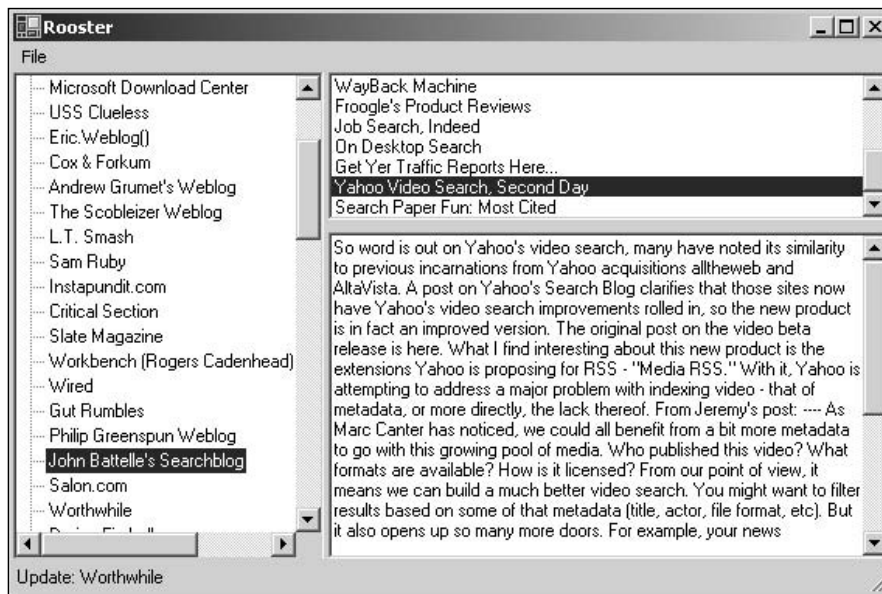 Rooster
File
Microsoft Download Center
USS Clueless
Eric.Weblog()
Cox & Forkum
Andrew Grumet's Weblog
The Scobleizer Weblog
L.T. Smash
Sam Ruby
Instapundit.com
Critical Section
Slate Magazine
Workbench (Rogers Cadenhead)
Wired
Gut Rumbles
Philip Greenspun Weblog
John Battelle's Searchblog
Salon.com
Worthwhile
WayBack Machine
Froogle's Product Reviews
Job Search, Indeed
On Desktop Search
Get Yer Traffic Reports Here...
Yahoo Video Search, Second Day
Search Paper Fun: Most Cited
So word is out on Yahoo's video search, many have noted its similarity
to previous incarnations from Yahoo acquisitions alltheweb and
AltaVista. A post on Yahoo's Search Blog clarifies that those sites now
have Yahoo's video search improvements rolled in, so the new product
is in fact an improved version. The original post on the video beta
release is here. What I find interesting about this new product is the
extensions Yahoo is proposing for RSS - "Media RSS." With it, Yahoo is
attempting to address a major problem with indexing video - that of
metadata, or more directly, the lack thereof. From Jeremy's post: ---- As
Marc Canter has noticed, we could all benefit from a bit more metadata
to go with this growing pool of media. Who published this video? What
formats are available? How is it licensed? From our point of view, it
means we can build a much better video search. You might want to filter
results based on some of that metadata (title, actor, file format, etc). But
it also opens up so many more doors. For example, your news
Update: Worthwhile